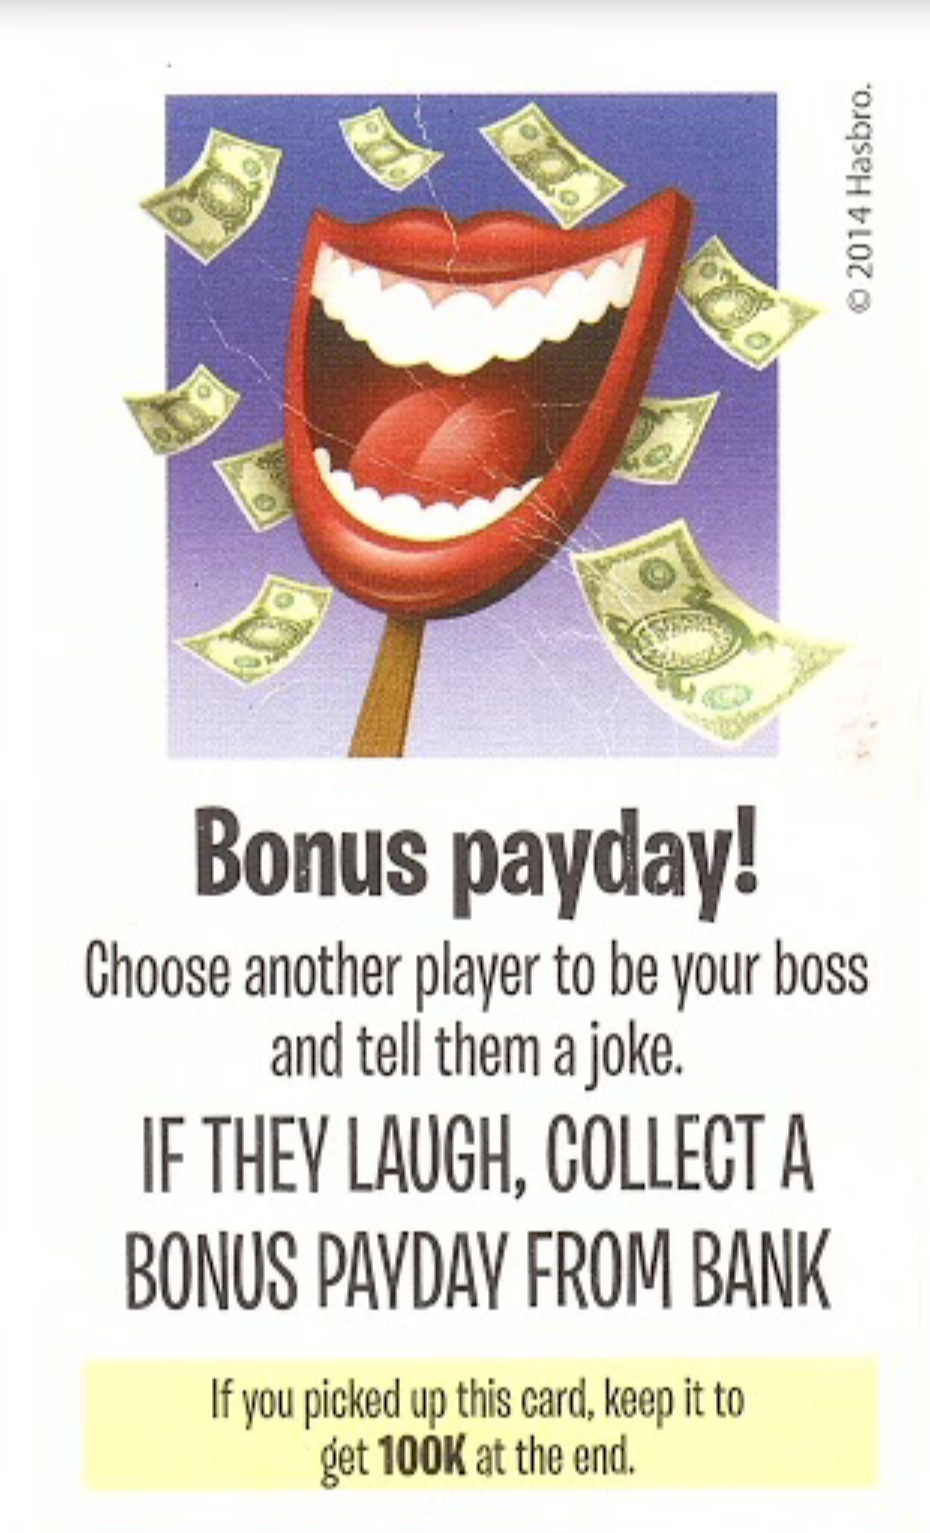 © 2014 Hasbro.
Bonus payday!
Choose another player to be your boss
and tell them a joke.
IF THEY LAUGH, COLLECT A
BONUS PAYDAY FROM BANK
If you picked up this card, keep it to
get 100K at the end.